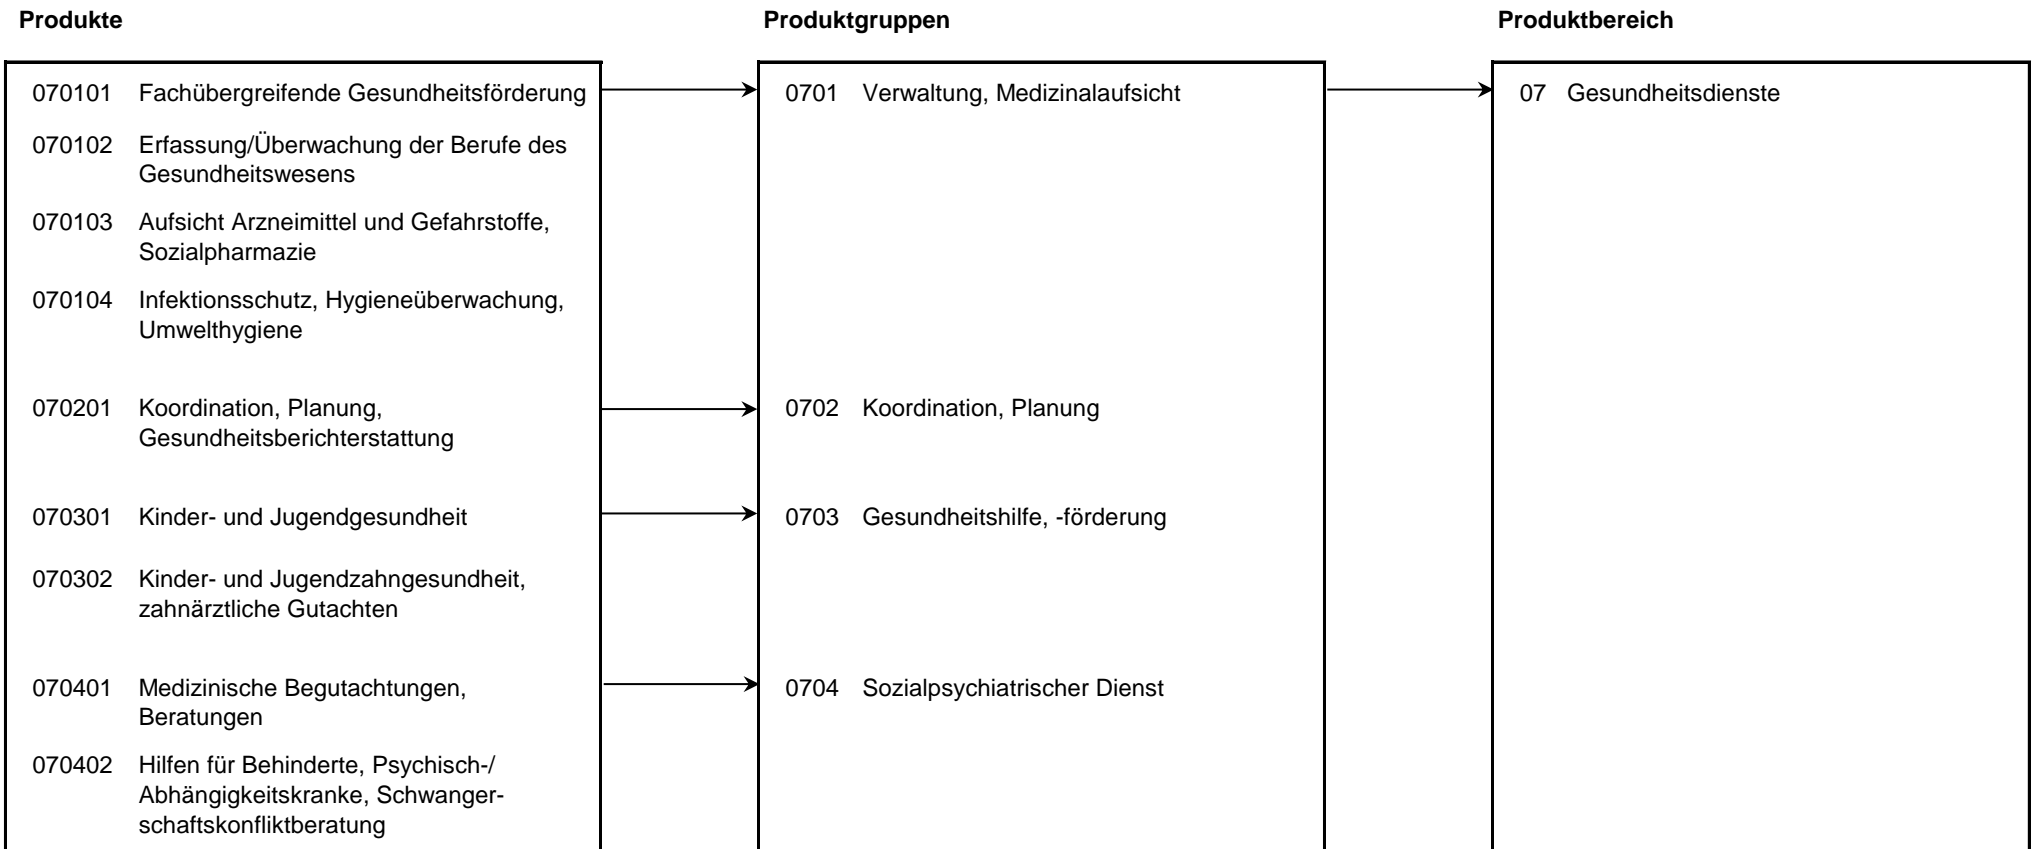 Produkte
Produktgruppen
Produktbereich
070101 Fachübergreifende Gesundheitsförderung
0701 Verwaltung, Medizinalaufsicht
07 Gesundheitsdienste
070102 Erfassung/Überwachung der Berufe des
Gesundheitswesens
070103 Aufsicht Arzneimittel und Gefahrstoffe,
Sozialpharmazie
070104 Infektionsschutz, Hygieneüberwachung,
Umwelthygiene
070201 Koordination, Planung,
Gesundheitsberichterstattung
0702 Koordination, Planung
070301 Kinder- und Jugendgesundheit
0703 Gesundheitshilfe, -förderung
070302 Kinder- und Jugendzahngesundheit,
zahnärztliche Gutachten
070401 Medizinische Begutachtungen,
Beratungen
0704 Sozialpsychiatrischer Dienst
070402 Hilfen für Behinderte, Psychisch-/
Abhängigkeitskranke, Schwanger-
schaftskonfliktberatung